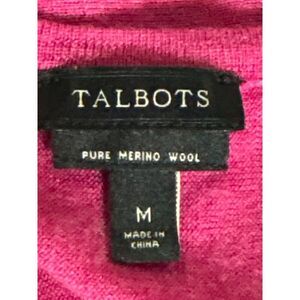 TALBOTS
PURE MERINO WOOL
M
MADE IN
CHINA